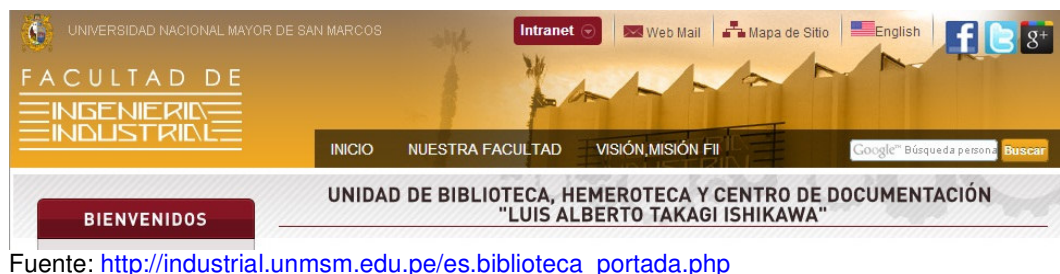 UNIVERSIDAD NACIONAL MAYOR DE SAN MARCOS
Intranet
Web Mail
Mapa de Sitio
English
FACULTAD DE
INGENIERIA
INDUSTRIAL
INICIO NUESTRA FACULTAD VISIÓN,MISIÓN FII
Google™ Búsqueda persona
Buscar
BIENVENIDOS
UNIDAD DE BIBLIOTECA, HEMEROTECA Y CENTRO DE DOCUMENTACIÓN
"LUIS ALBERTO TAKAGI ISHIKAWA"
Fuente: http://industrial.unmsm.edu.pe/es.biblioteca_portada.php